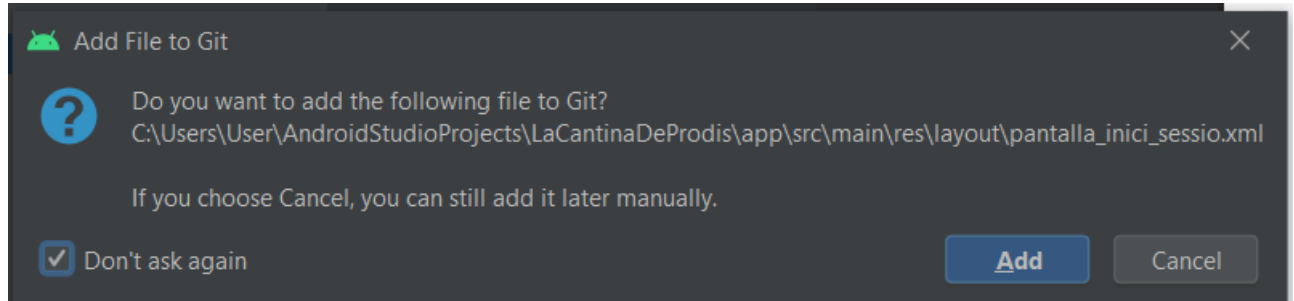 Add File to Git
Do you want to add the following file to Git?
C:\Users\User\AndroidStudioProjects\LaCantinaDeProdis\app\src\main\res\layout\pantalla_inici_sessio.xml
If you choose Cancel, you can still add it later manually.
Don't ask again
Add
Cancel